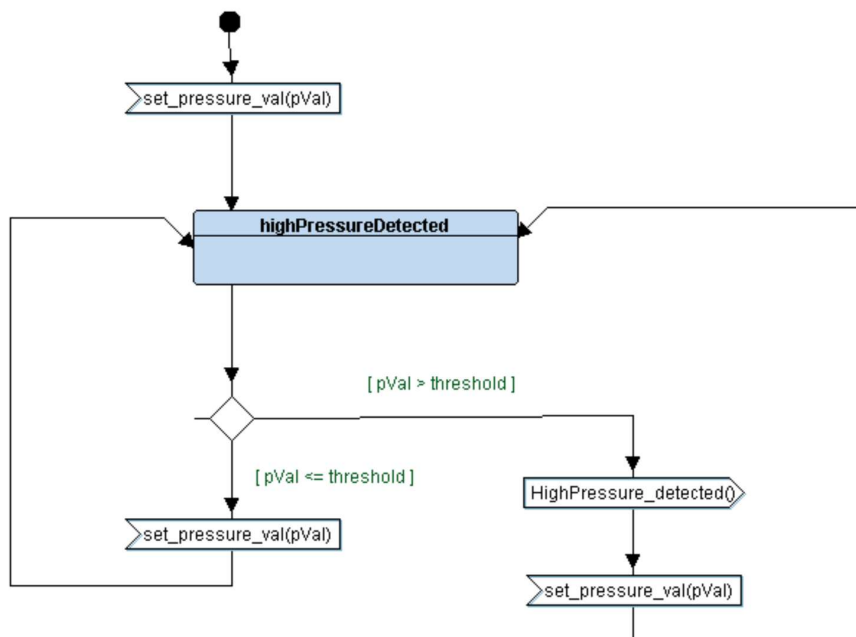 set_pressure_val(pVal)
highPressureDetected
[ pVal > threshold ]
[ pVal <= threshold ]
HighPressure_detected()
set_pressure_val(pVal)
set_pressure_val(pVal)